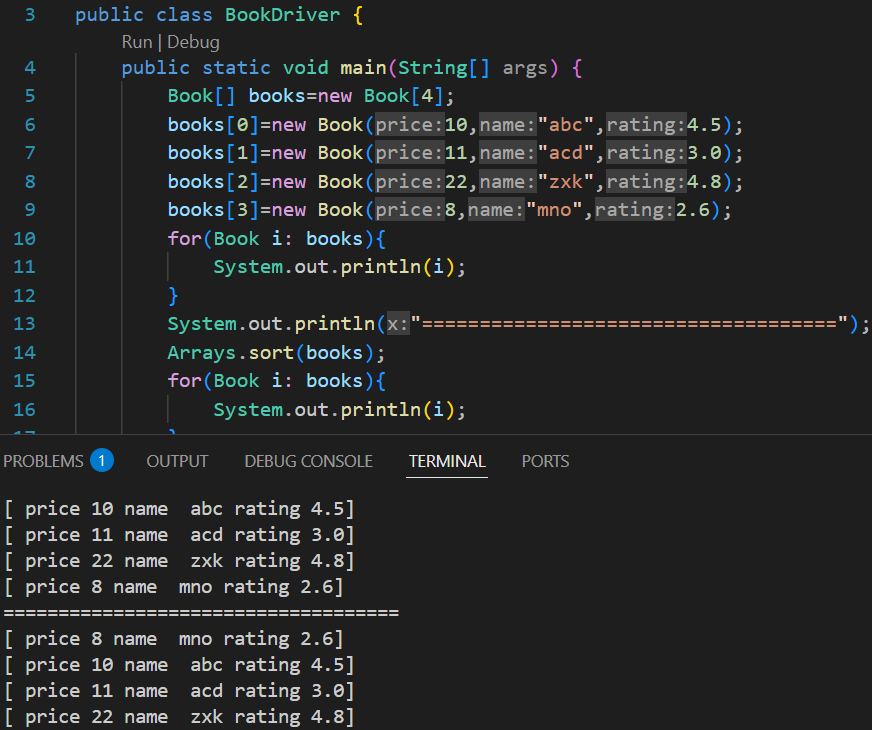 3 public class BookDriver {
Run | Debug
4 public static void main(String[] args) {
5 Book[] books=new Book[4];
6 books[0]=new Book(price:10,name:"abc",rating:4.5);
7 books[1]=new Book(price:11,name:"acd",rating:3.0);
8 books[2]=new Book(price:22,name:"zxk",rating:4.8);
9 books[3]=new Book(price:8,name:"mno",rating:2.6);
10 for(Book i: books){
11 System.out.println(i);
12 }
13 System.out.println(x:"====================================");
14 Arrays.sort(books);
15 for(Book i: books){
16 System.out.println(i);
PROBLEMS 1 OUTPUT DEBUG CONSOLE TERMINAL PORTS
[ price 10 name  abc rating 4.5]
[ price 11 name  acd rating 3.0]
[ price 22 name  zxk rating 4.8]
[ price 8 name  mno rating 2.6]
====================================
[ price 8 name  mno rating 2.6]
[ price 10 name  abc rating 4.5]
[ price 11 name  acd rating 3.0]
[ price 22 name  zxk rating 4.8]